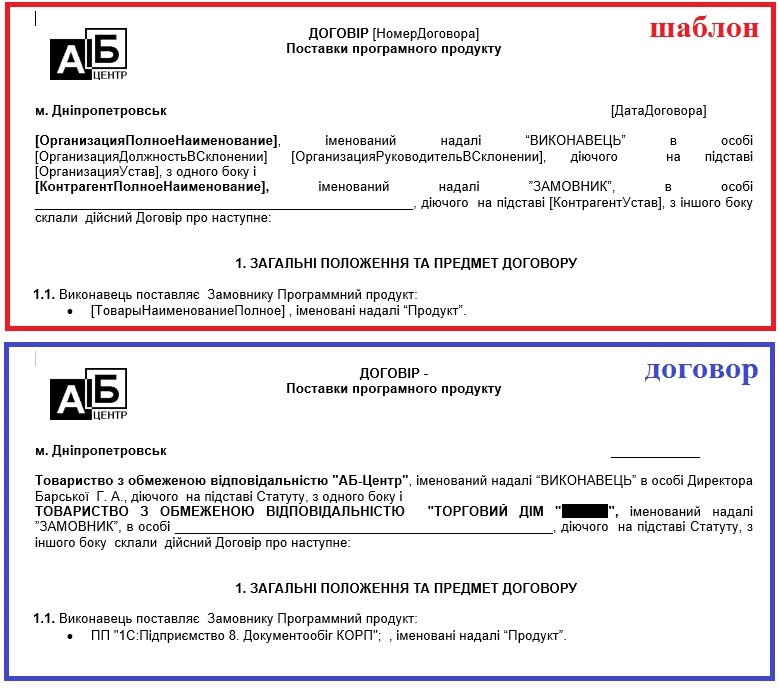 шаблон
АБ
ЦЕНТР
ДОГОВІР [НомерДоговора]
Поставки програмного продукту
м. Дніпропетровськ [ДатаДоговора]
[ОрганизацияПолноеНаименование], іменований надалі “ВИКОНАВЕЦЬ” в особі
[ОрганизацияДолжностьВСклонении] [ОрганизацияРуководительВСклонении], діючого на підставі
[ОрганизацияУстав], з одного боку і
[КонтрагентПолноеНаименование], іменований надалі ”ЗАМОВНИК”, в особі
__________________________________________________, діючого на підставі [КонтрагентУстав], з іншого боку
склали дійсний Договір про наступне:
1. ЗАГАЛЬНІ ПОЛОЖЕННЯ ТА ПРЕДМЕТ ДОГОВОРУ
1.1. Виконавець поставляє Замовнику Программний продукт:
• [ТоварыНаименованиеПолное] , іменовані надалі “Продукт”.
договор
АБ
ЦЕНТР
ДОГОВІР -
Поставки програмного продукту
м. Дніпропетровськ ____________
Товариство з обмеженою відповідальністю "АБ-Центр", іменований надалі “ВИКОНАВЕЦЬ” в особі Директора
Барської Г. А., діючого на підставі Статуту, з одного боку і
ТОВАРИСТВО З ОБМЕЖЕНОЮ ВІДПОВІДАЛЬНІСТЮ "ТОРГОВИЙ ДІМ "", іменований надалі
”ЗАМОВНИК”, в особі __________________________________________________, діючого на підставі Статуту, з
іншого боку склали дійсний Договір про наступне:
1. ЗАГАЛЬНІ ПОЛОЖЕННЯ ТА ПРЕДМЕТ ДОГОВОРУ
1.1. Виконавець поставляє Замовнику Программний продукт:
• ПП "1С:Підприємство 8. Документообіг КОРП"; , іменовані надалі “Продукт”.